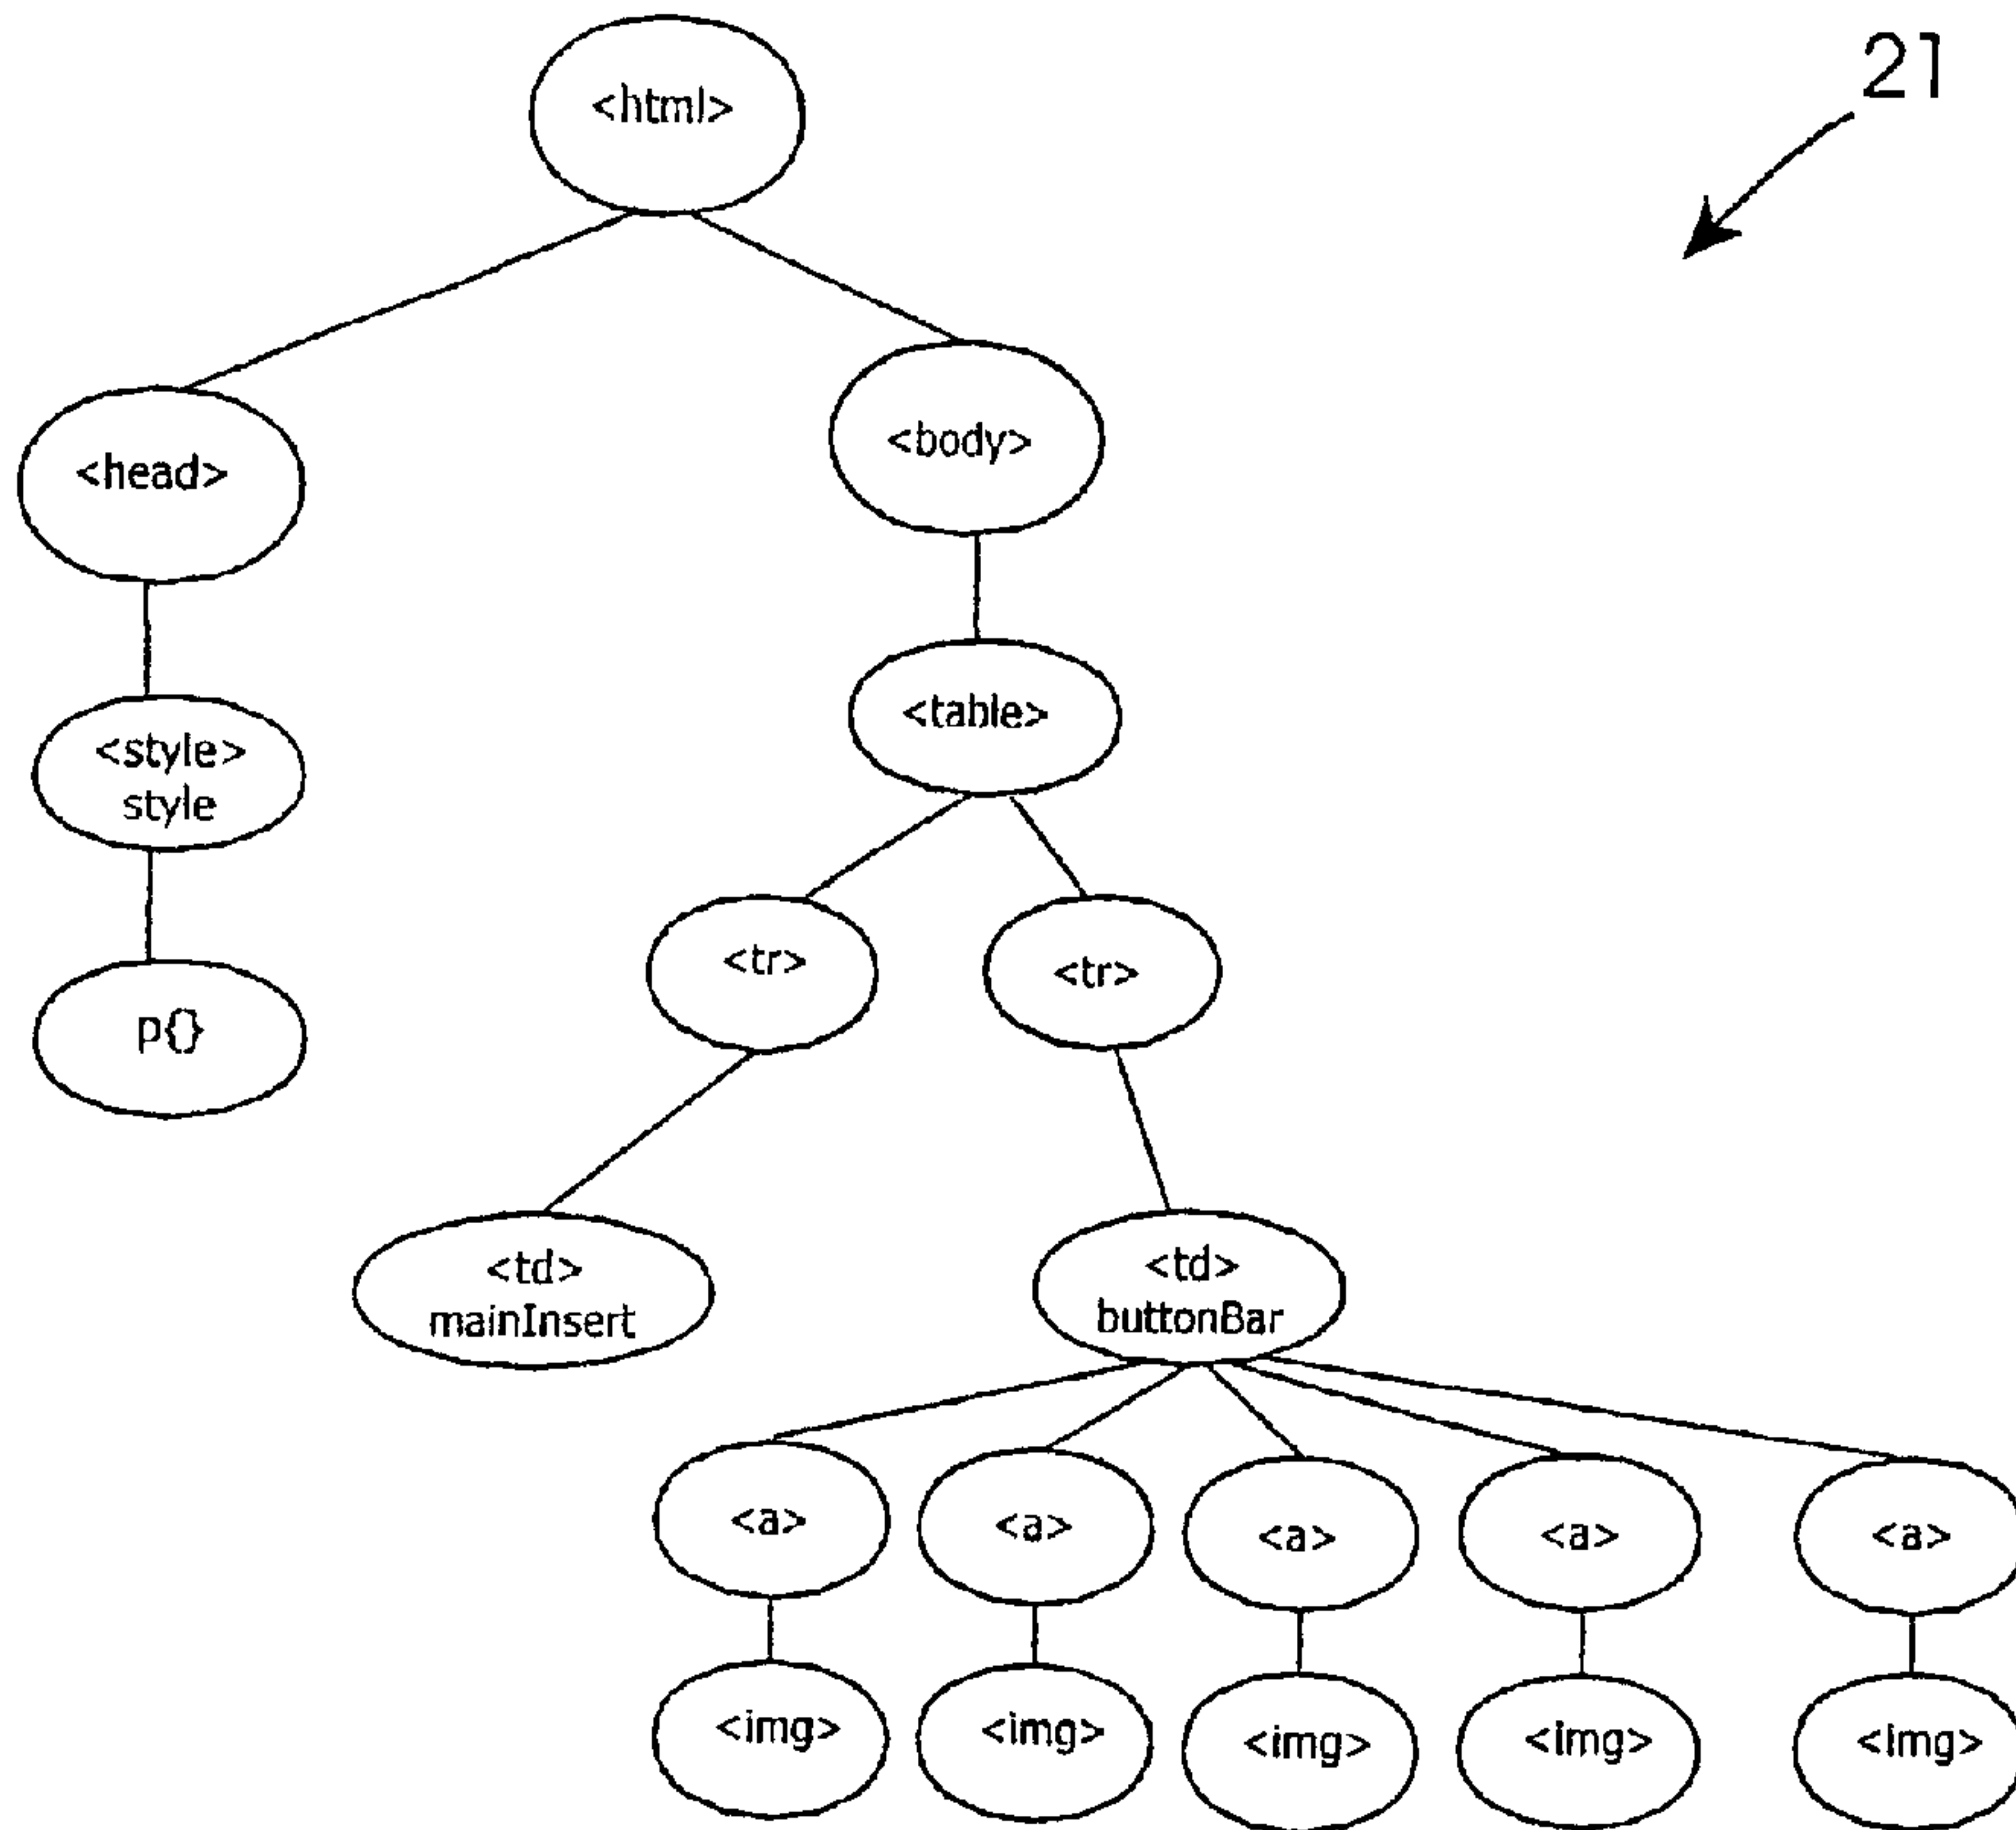 21
<html>
<head>
<body>
<style>
style
<table>
p{}
<tr>
<tr>
<td>
mainInsert
<td>
buttonBar
<a>
<a>
<a>
<a>
<a>
<img>
<img>
<img>
<img>
<img>